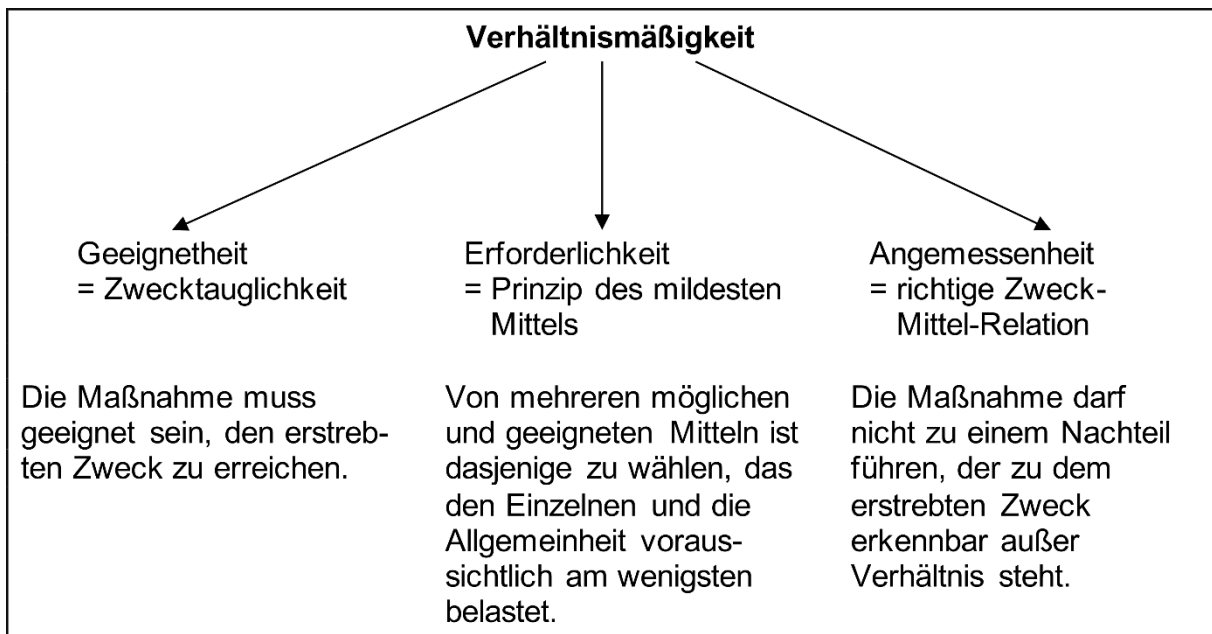 Verhältnismäßigkeit
Geeignetheit
= Zwecktauglichkeit
Die Maßnahme muss
geeignet sein, den erstreb-
ten Zweck zu erreichen.
Erforderlichkeit
= Prinzip des mildesten
Mittels
Von mehreren möglichen
und geeigneten Mitteln ist
dasjenige zu wählen, das
den Einzelnen und die
Allgemeinheit voraus-
sichtlich am wenigsten
belastet.
Angemessenheit
= richtige Zweck-
Mittel-Relation
Die Maßnahme darf
nicht zu einem Nachteil
führen, der zu dem
erstrebten Zweck
erkennbar außer
Verhältnis steht.